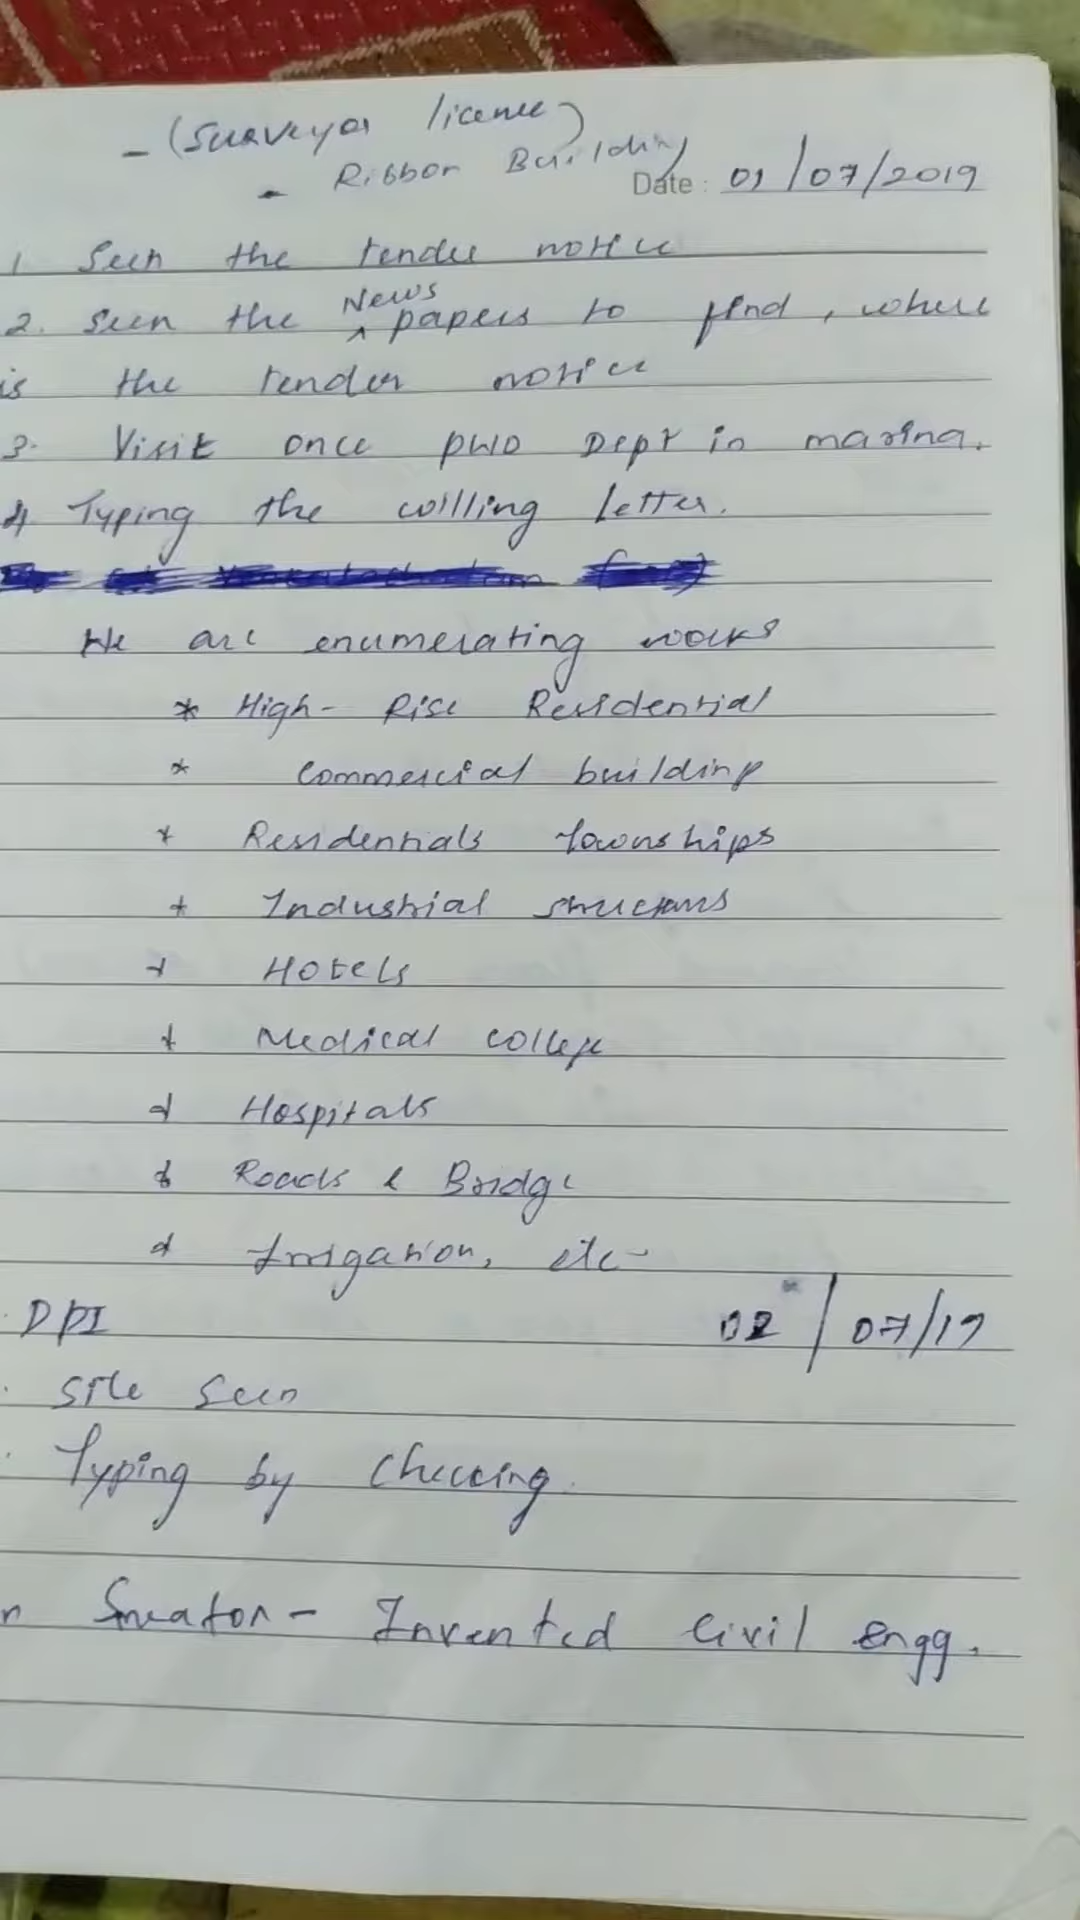 - (Surveyor licence)
- Ribbon Building
Date: 01/07/2019
1. Seen the tender notice
2. Seen the News papers to find, where
is the tender notice
3. Visit once PWD Dept in marina.
4. Typing the willing letter.
We are enumerating works
* High-Rise Residential
* Commercial building
* Residentials townships
* Industrial structures
* Hotels
* Medical college
* Hospitals
* Roads & Bridge
* Irrigation, etc-
. DPI 02/07/19
. Site Seen
. Typing by Checking.
n Smeaton - Invented Civil engg.